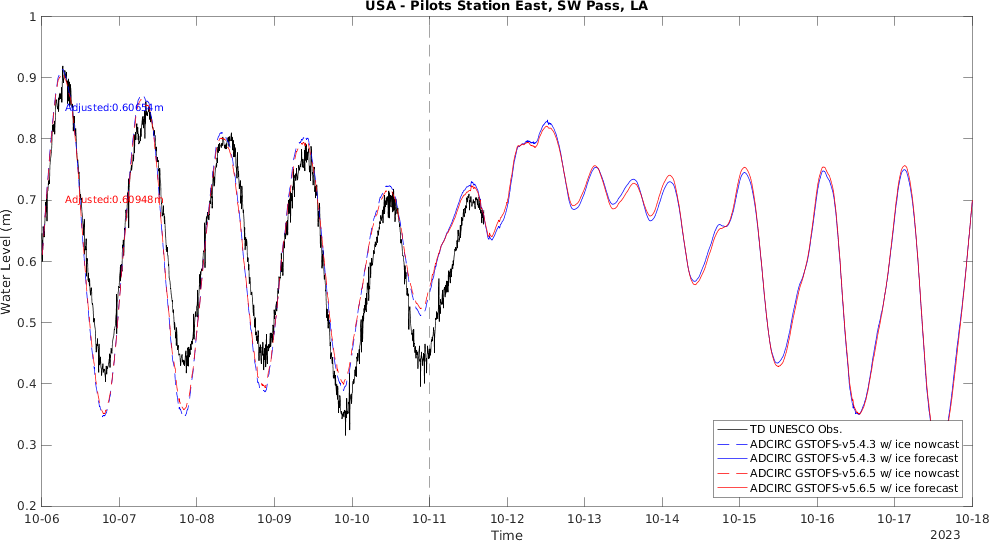 USA - Pilots Station East, SW Pass, LA
1
0.9
0.8
0.7
0.6
0.5
0.4
0.3
0.2
Water Level (m)
Adjusted:0.60654m
Adjusted:0.60948m
TD UNESCO Obs.
ADCIRC GSTOFS-v5.4.3 w/ ice nowcast
ADCIRC GSTOFS-v5.4.3 w/ ice forecast
ADCIRC GSTOFS-v5.6.5 w/ ice nowcast
ADCIRC GSTOFS-v5.6.5 w/ ice forecast
10-06 10-07 10-08 10-09 10-10 10-11 10-12 10-13 10-14 10-15 10-16 10-17 10-18
Time
2023